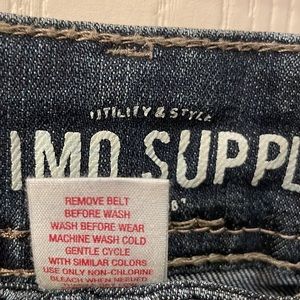 UTILITY & STYLE
IMO SUPPL
8"
REMOVE BELT
BEFORE WASH
WASH BEFORE WEAR
MACHINE WASH COLD
GENTLE CYCLE
WITH SIMILAR COLORS
USE ONLY NON-CHLORINE
BLEACH WHEN NEEDED